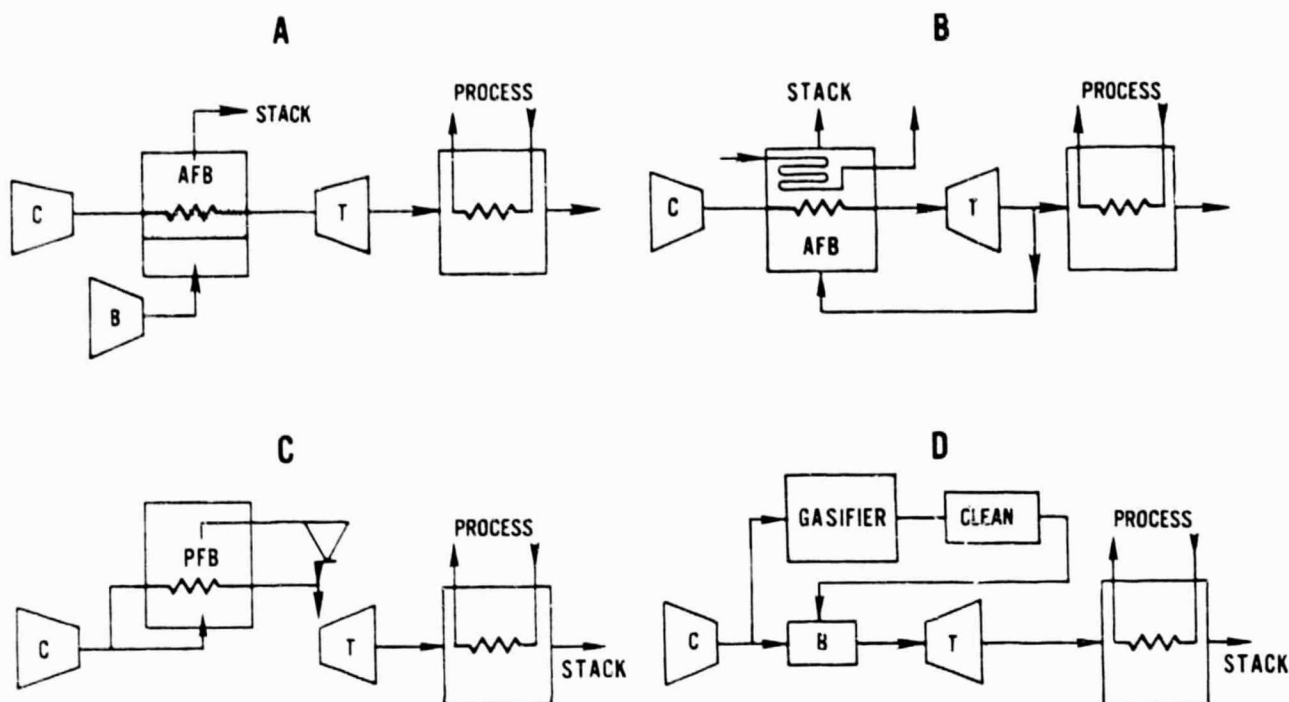 A
STACK
PROCESS
AFB
C
T
B
B
STACK
PROCESS
C
T
AFB
C
PFB
PROCESS
C
T
STACK
D
GASIFIER
CLEAN
PROCESS
C
B
T
STACK